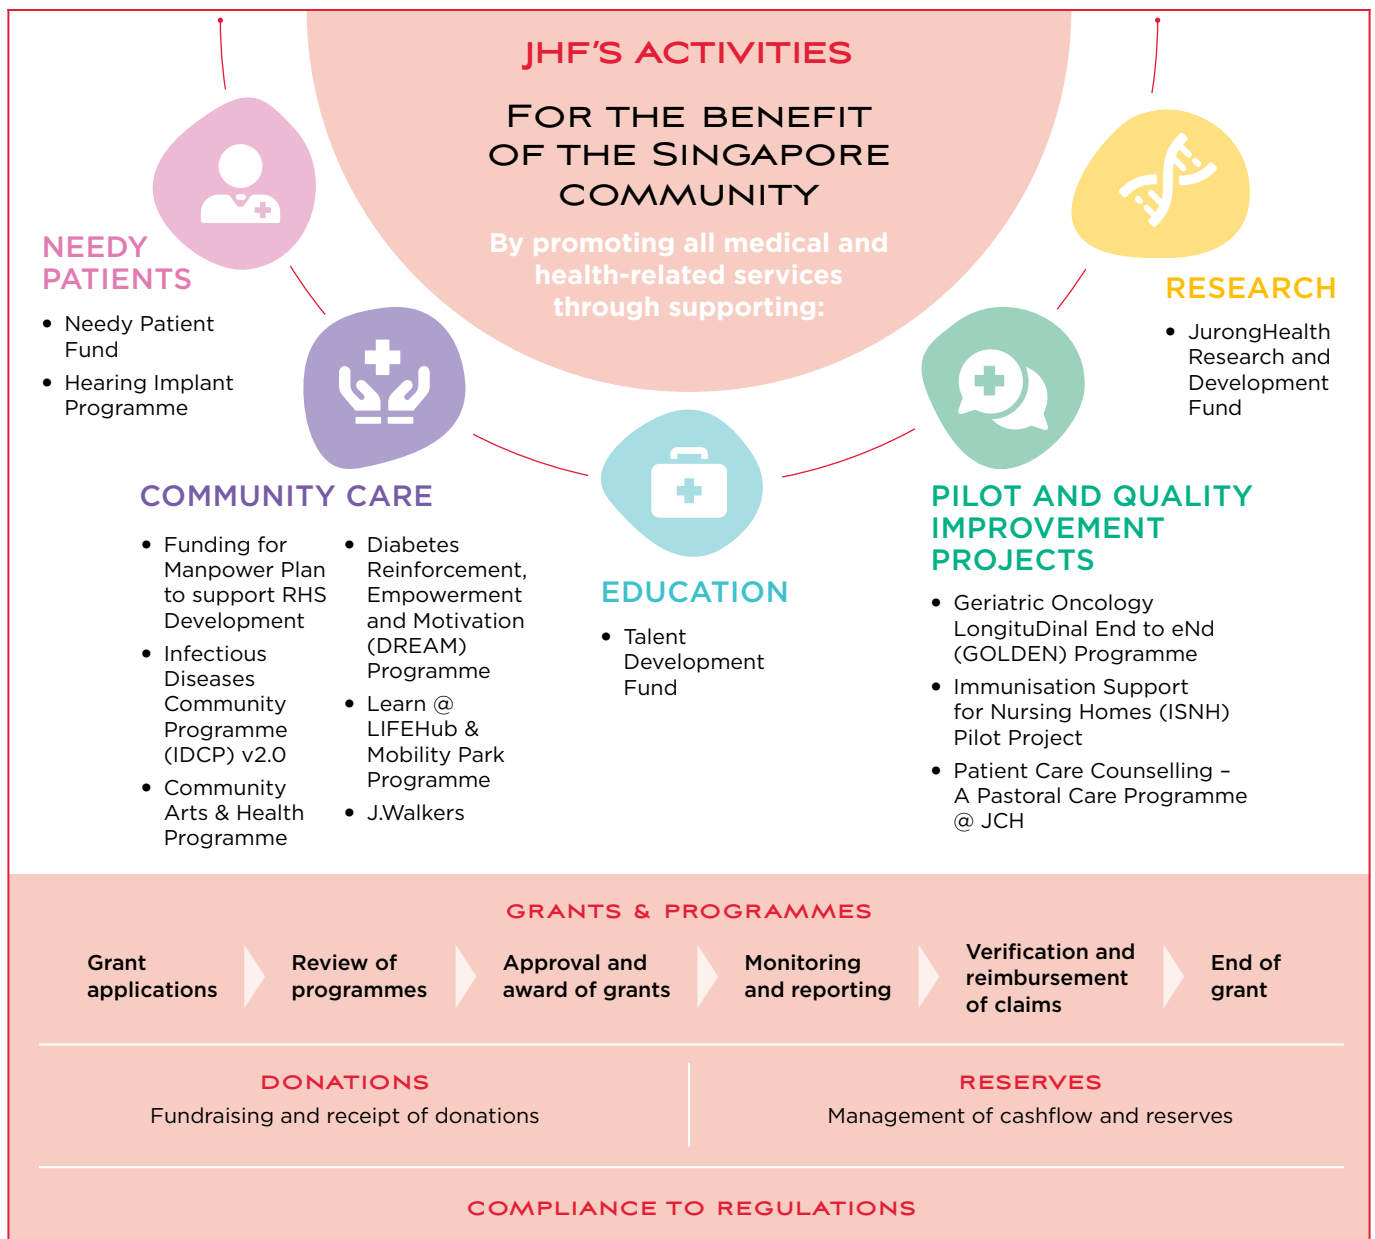 JHF'S ACTIVITIES
FOR THE BENEFIT
OF THE SINGAPORE
COMMUNITY
By promoting all medical and
health-related services
through supporting:
NEEDY
PATIENTS
• Needy Patient
Fund
• Hearing Implant
Programme
COMMUNITY CARE
• Funding for
Manpower Plan
to support RHS
Development
• Infectious
Diseases
Community
Programme
(IDCP) v2.0
• Community
Arts & Health
Programme
• Diabetes
Reinforcement,
Empowerment
and Motivation
(DREAM)
Programme
• Learn @
LIFEHub &
Mobility Park
Programme
• J.Walkers
EDUCATION
• Talent
Development
Fund
PILOT AND QUALITY
IMPROVEMENT
PROJECTS
• Geriatric Oncology
LongituDinal End to eNd
(GOLDEN) Programme
• Immunisation Support
for Nursing Homes (ISNH)
Pilot Project
• Patient Care Counselling –
A Pastoral Care Programme
@ JCH
RESEARCH
• JurongHealth
Research and
Development
Fund
GRANTS & PROGRAMMES
Grant
applications
Review of
programmes
Approval and
award of grants
Monitoring
and reporting
Verification and
reimbursement
of claims
End of
grant
DONATIONS
Fundraising and receipt of donations
RESERVES
Management of cashflow and reserves
COMPLIANCE TO REGULATIONS